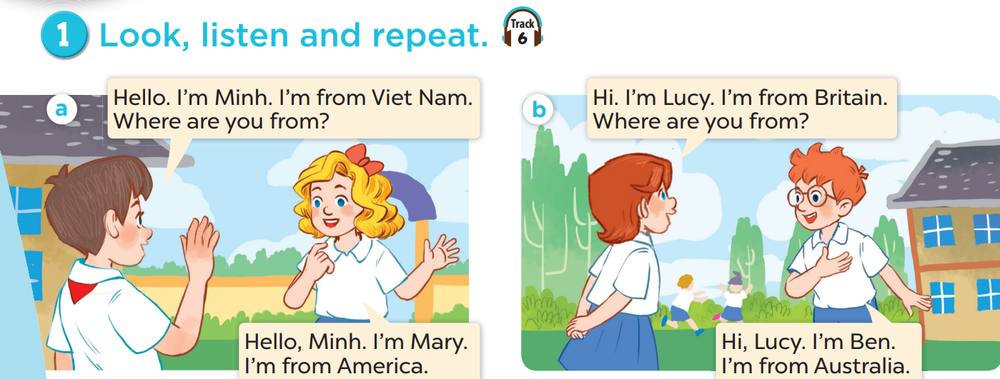 1 Look, listen and repeat. Track 6
a
Hello. I'm Minh. I'm from Viet Nam.
Where are you from?
Hello, Minh. I'm Mary.
I'm from America.
b
Hi. I'm Lucy. I'm from Britain.
Where are you from?
Hi, Lucy. I'm Ben.
I'm from Australia.